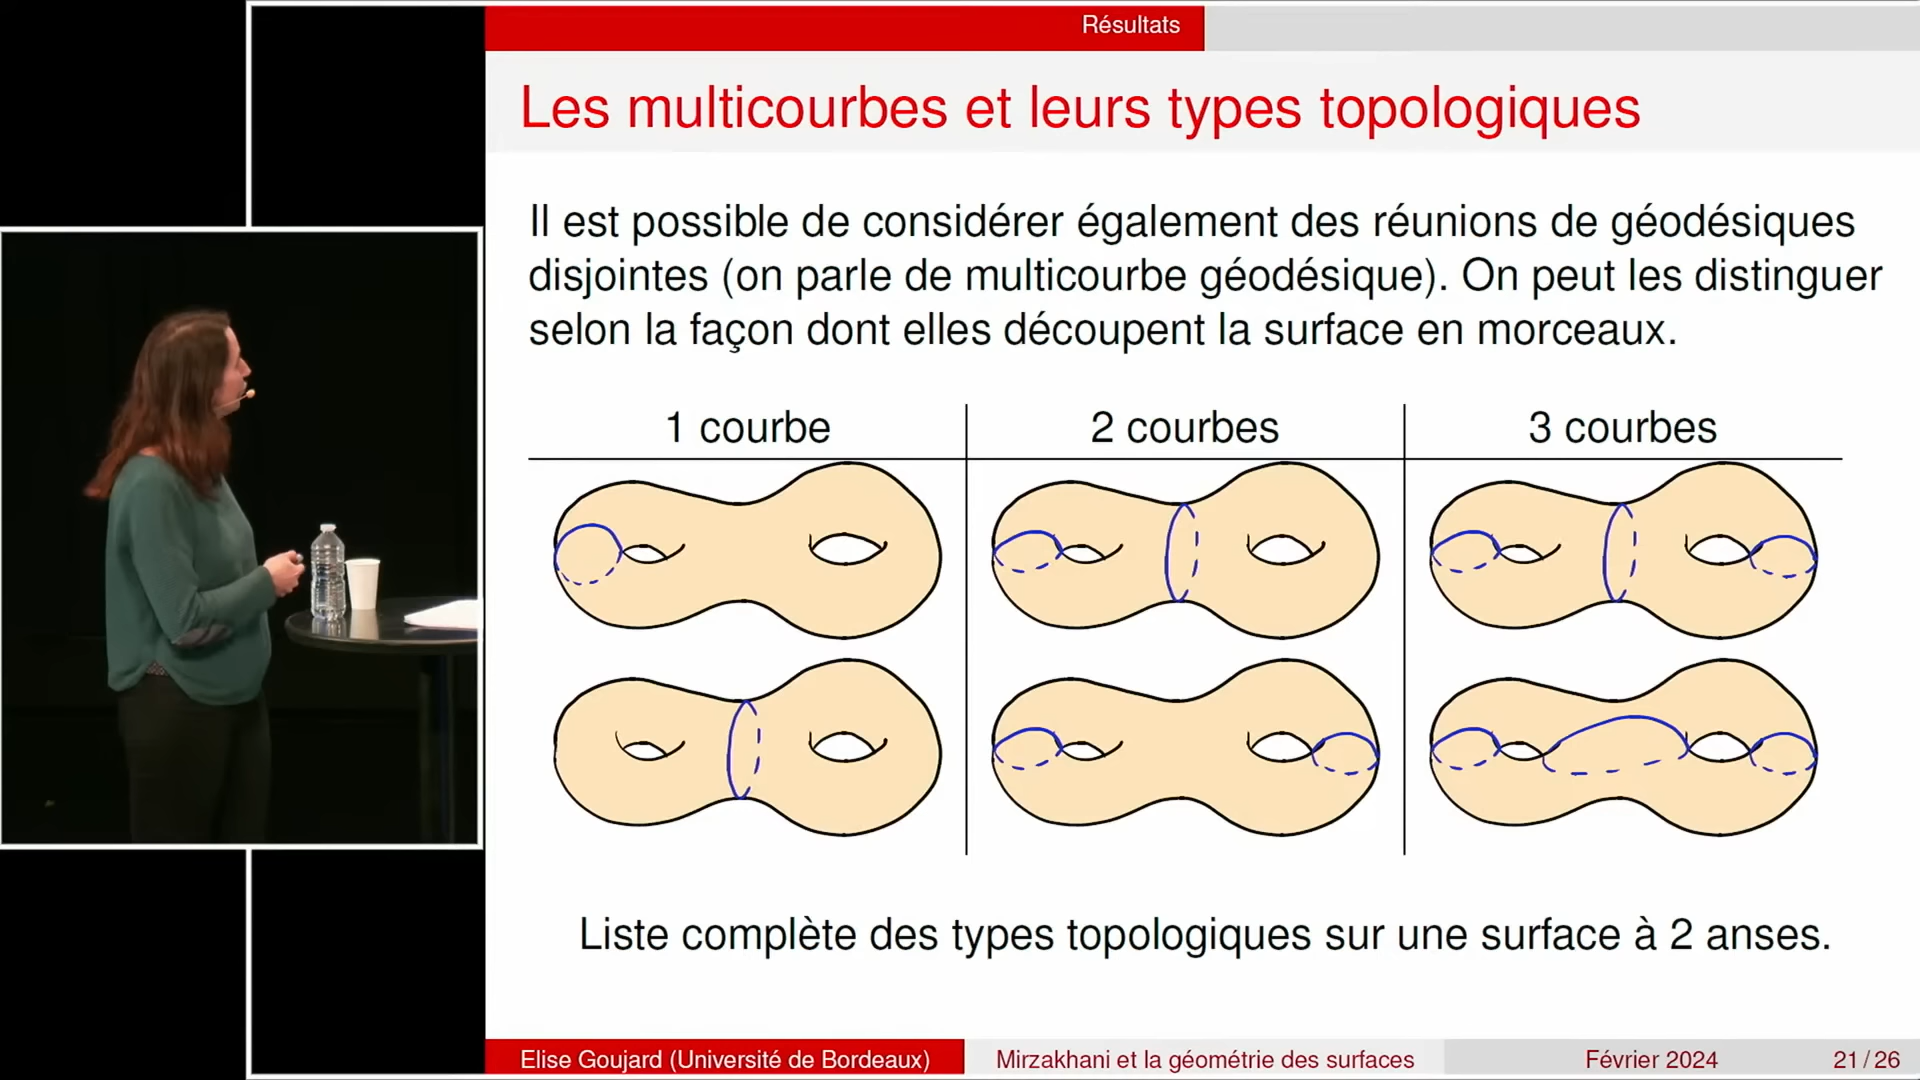 Résultats
Les multicourbes et leurs types topologiques
Il est possible de considérer également des réunions de géodésiques
disjointes (on parle de multicourbe géodésique). On peut les distinguer
selon la façon dont elles découpent la surface en morceaux.
1 courbe
2 courbes
3 courbes
Liste complète des types topologiques sur une surface à 2 anses.
Elise Goujard (Université de Bordeaux)
Mirzakhani et la géométrie des surfaces
Février 2024
21 / 26